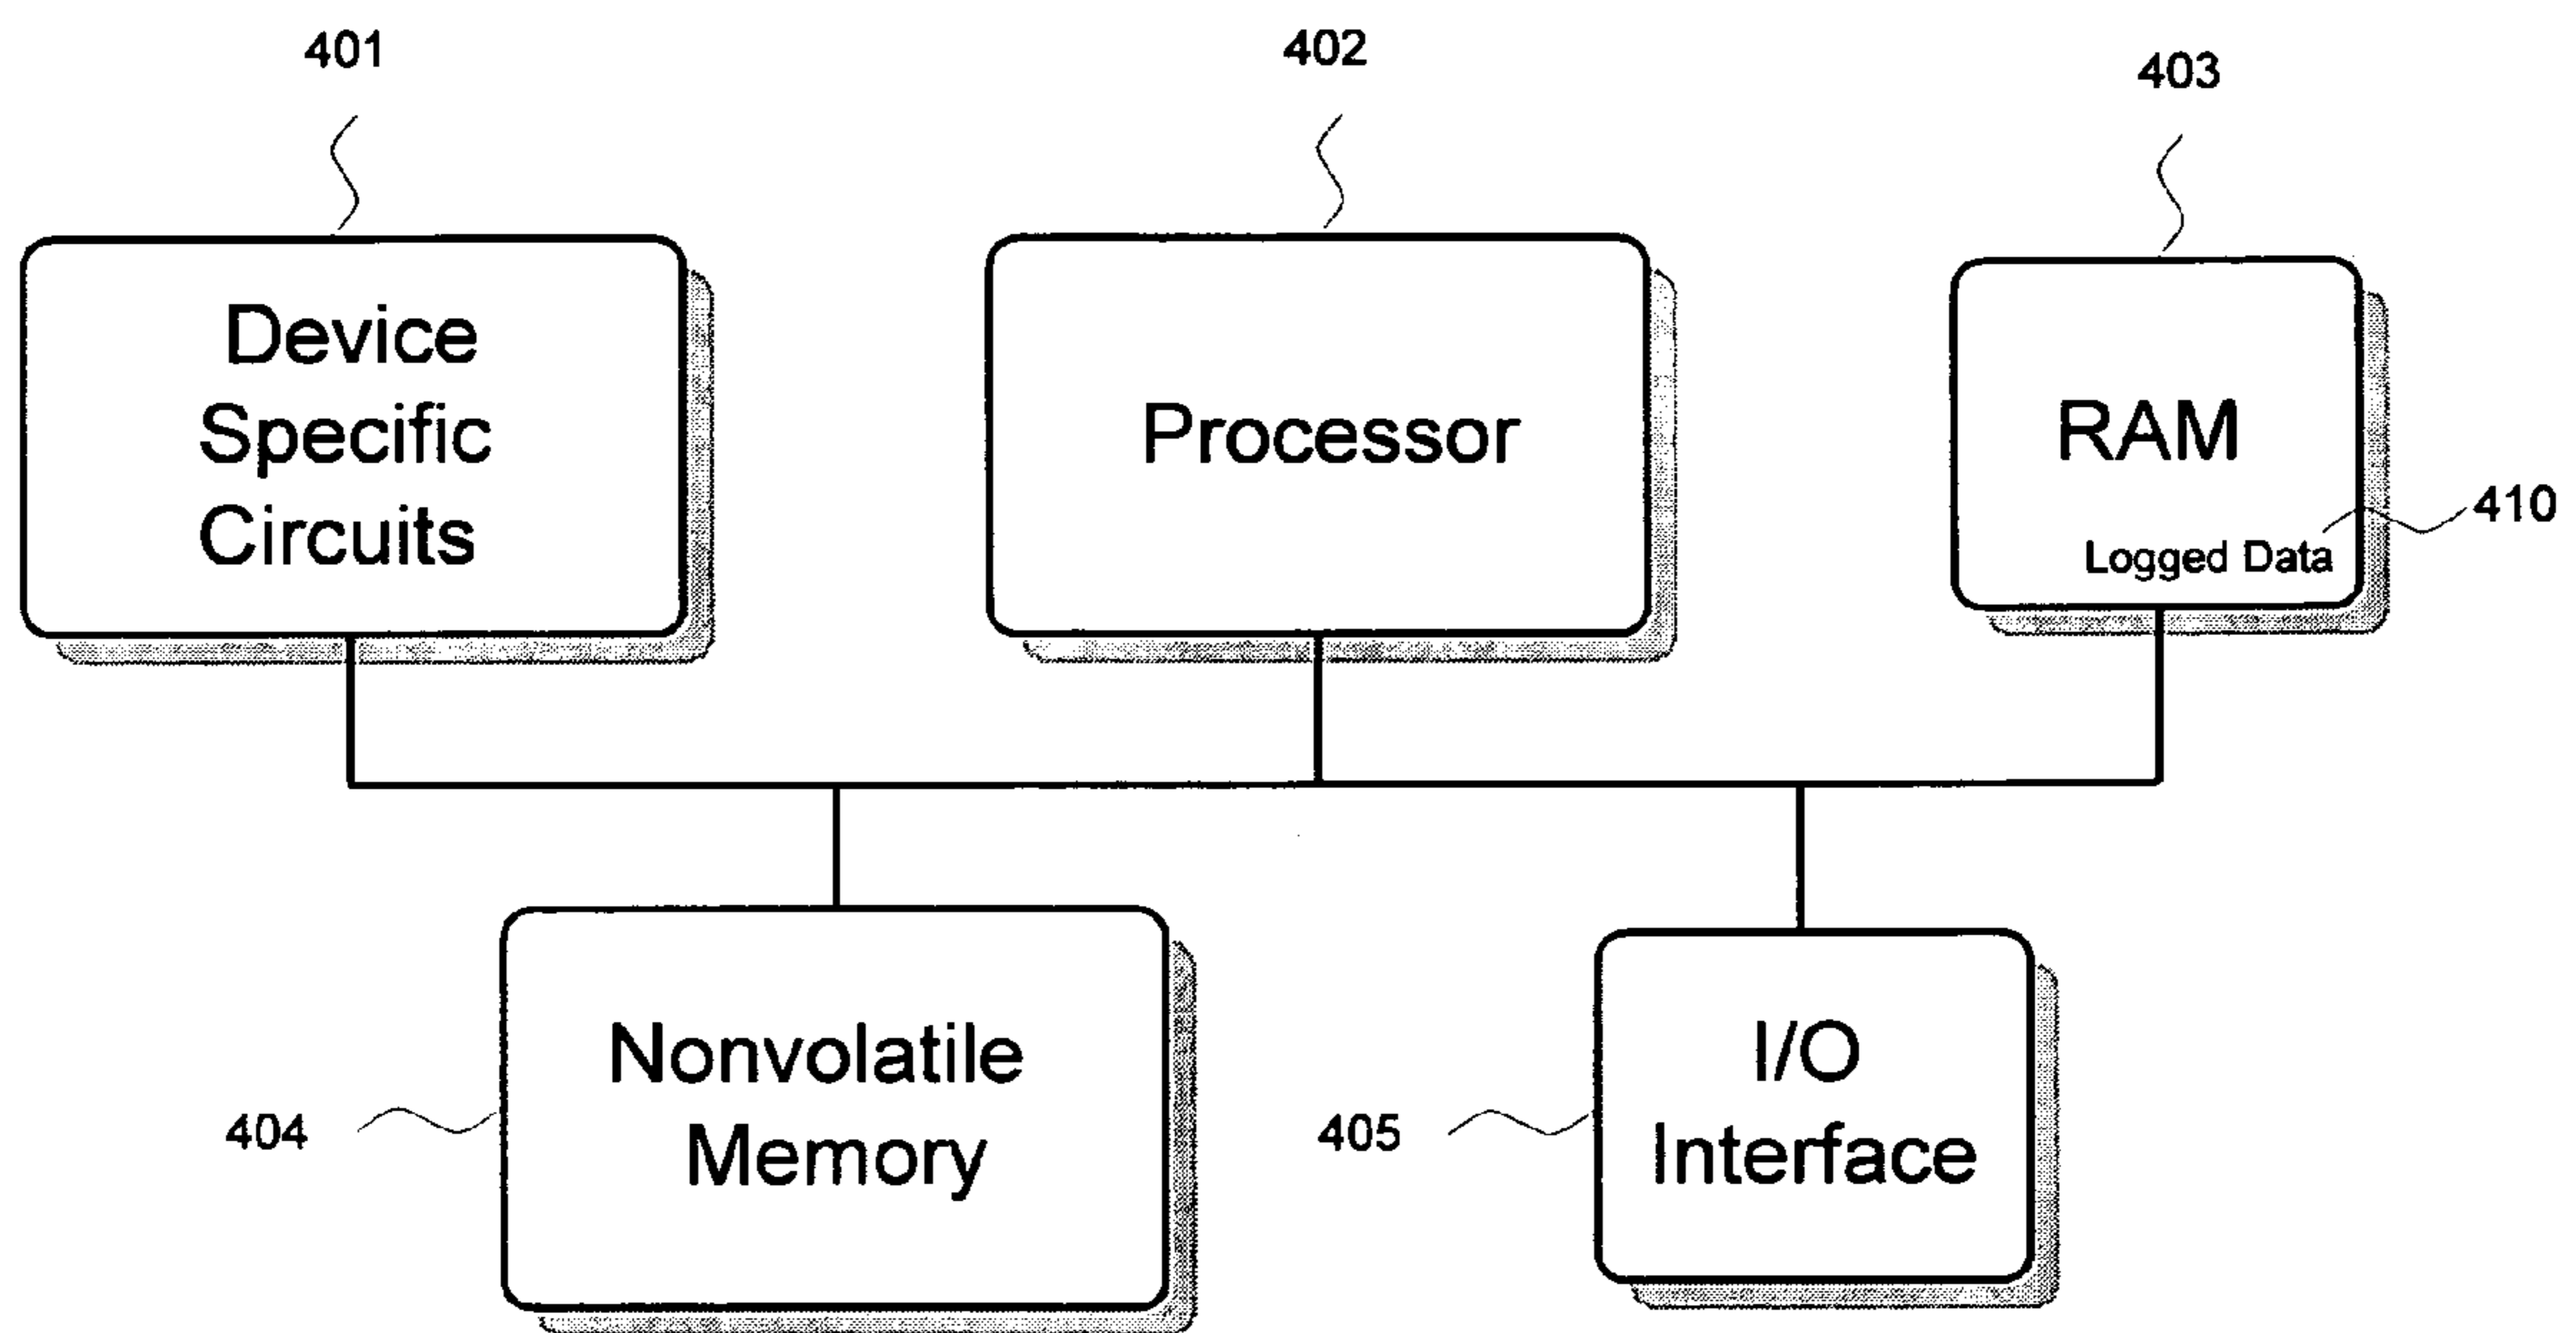 401
402
403
Device
Specific
Circuits
Processor
RAM
410
Logged Data
Nonvolatile
Memory
404
I/O
Interface
405